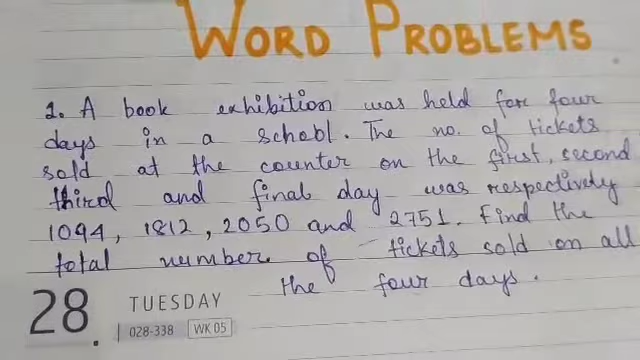 WORD PROBLEMS
1. A book exhibition was held for four
days in a school. The no. of tickets
sold at the counter on the first, second
third and final day was respectively
1094, 1812, 2050 and 2751. Find the
total number of tickets sold on all
the four days.
28. TUESDAY
028-338 WK 05